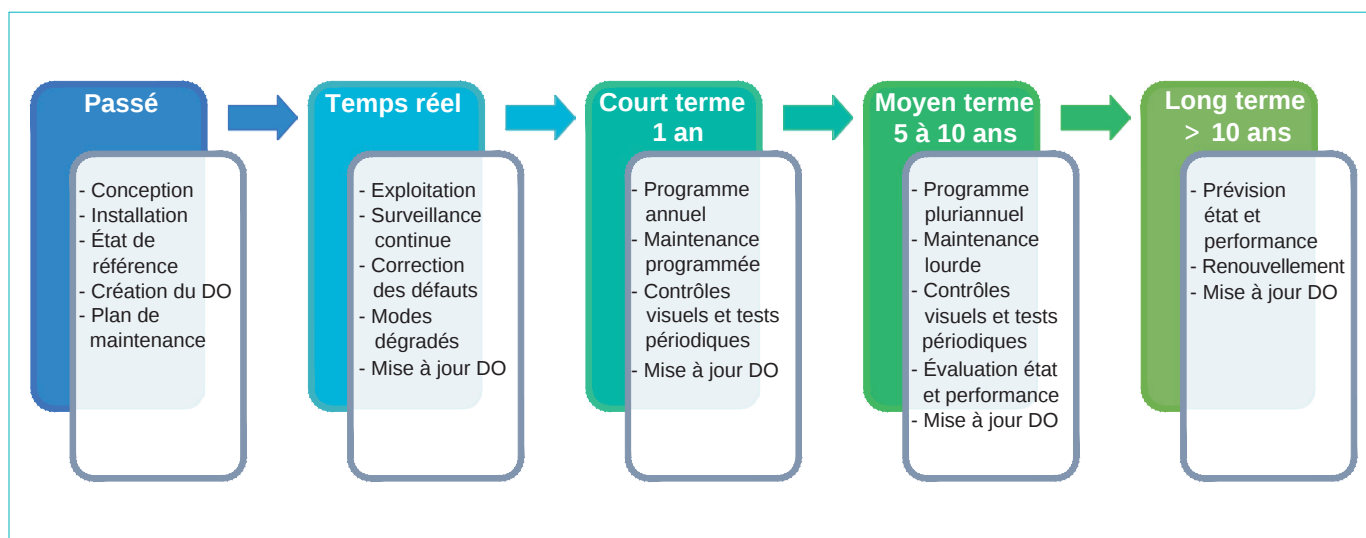 Passé
- Conception
- Installation
- État de
référence
- Création du DO
- Plan de
maintenance
Temps réel
- Exploitation
- Surveillance
continue
- Correction
des défauts
- Modes
dégradés
- Mise à jour DO
Court terme
1 an
- Programme
annuel
- Maintenance
programmée
- Contrôles
visuels et tests
périodiques
- Mise à jour DO
Moyen terme
5 à 10 ans
- Programme
pluriannuel
- Maintenance
lourde
- Contrôles
visuels et tests
périodiques
- Évaluation état
et performance
- Mise à jour DO
Long terme
> 10 ans
- Prévision
état et
performance
- Renouvellement
- Mise à jour DO